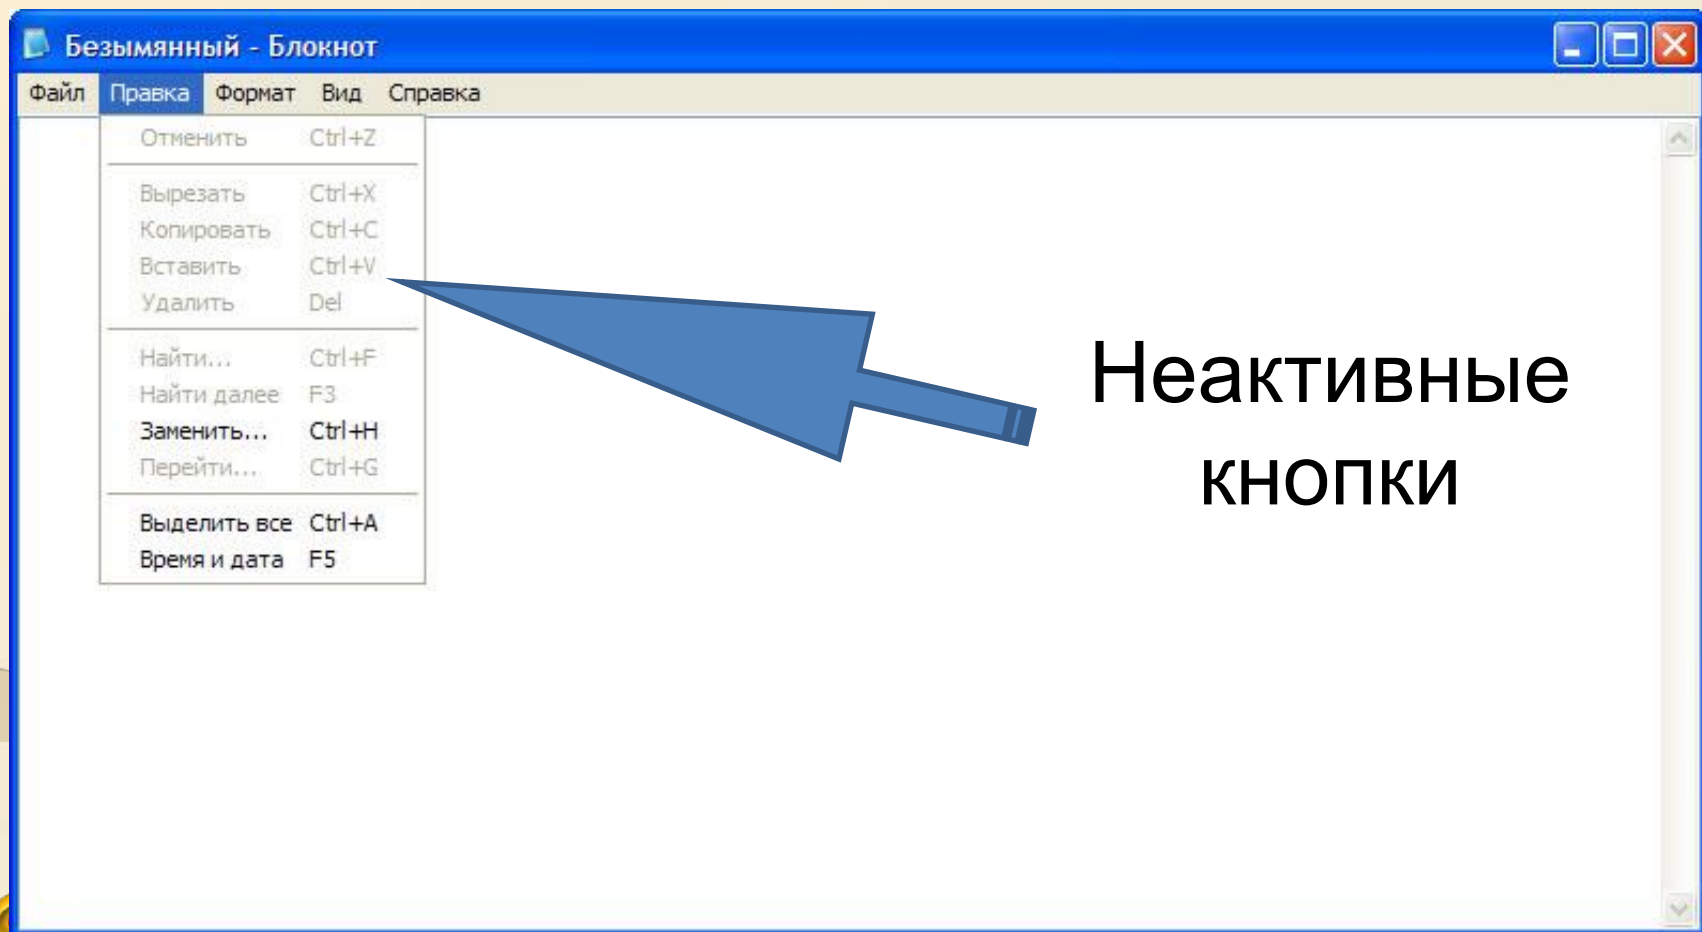 Безымянный - Блокнот
Файл Правка Формат Вид Справка
Отменить Ctrl+Z
Вырезать Ctrl+X
Копировать Ctrl+C
Вставить Ctrl+V
Удалить Del
Найти... Ctrl+F
Найти далее F3
Заменить... Ctrl+H
Перейти... Ctrl+G
Выделить все Ctrl+A
Время и дата F5
Неактивные
кнопки